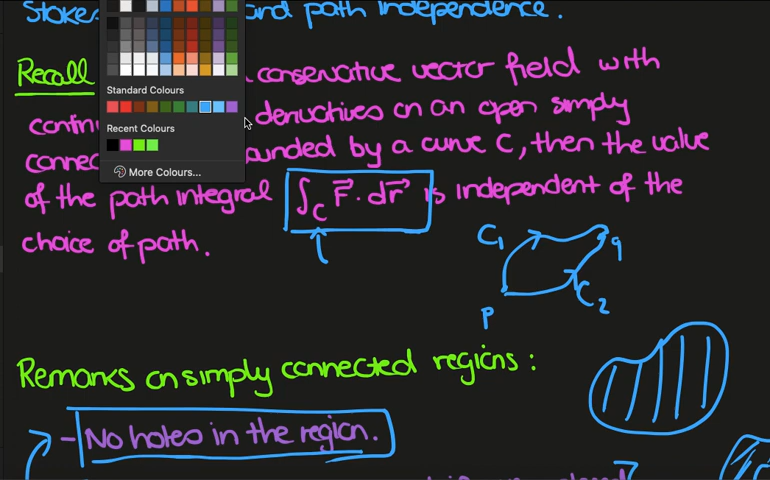 Stokes and path independence.
Recall conservative vector field with
derivatives on an open simply
bounded by a curve C, then the value
of the path integral ∫_C F⃗ · dr⃗ is independent of the
choice of path.
Standard Colours
Recent Colours
More Colours...
C₁
q
C₂
p
Remarks on simply connected regions:
- No holes in the region.